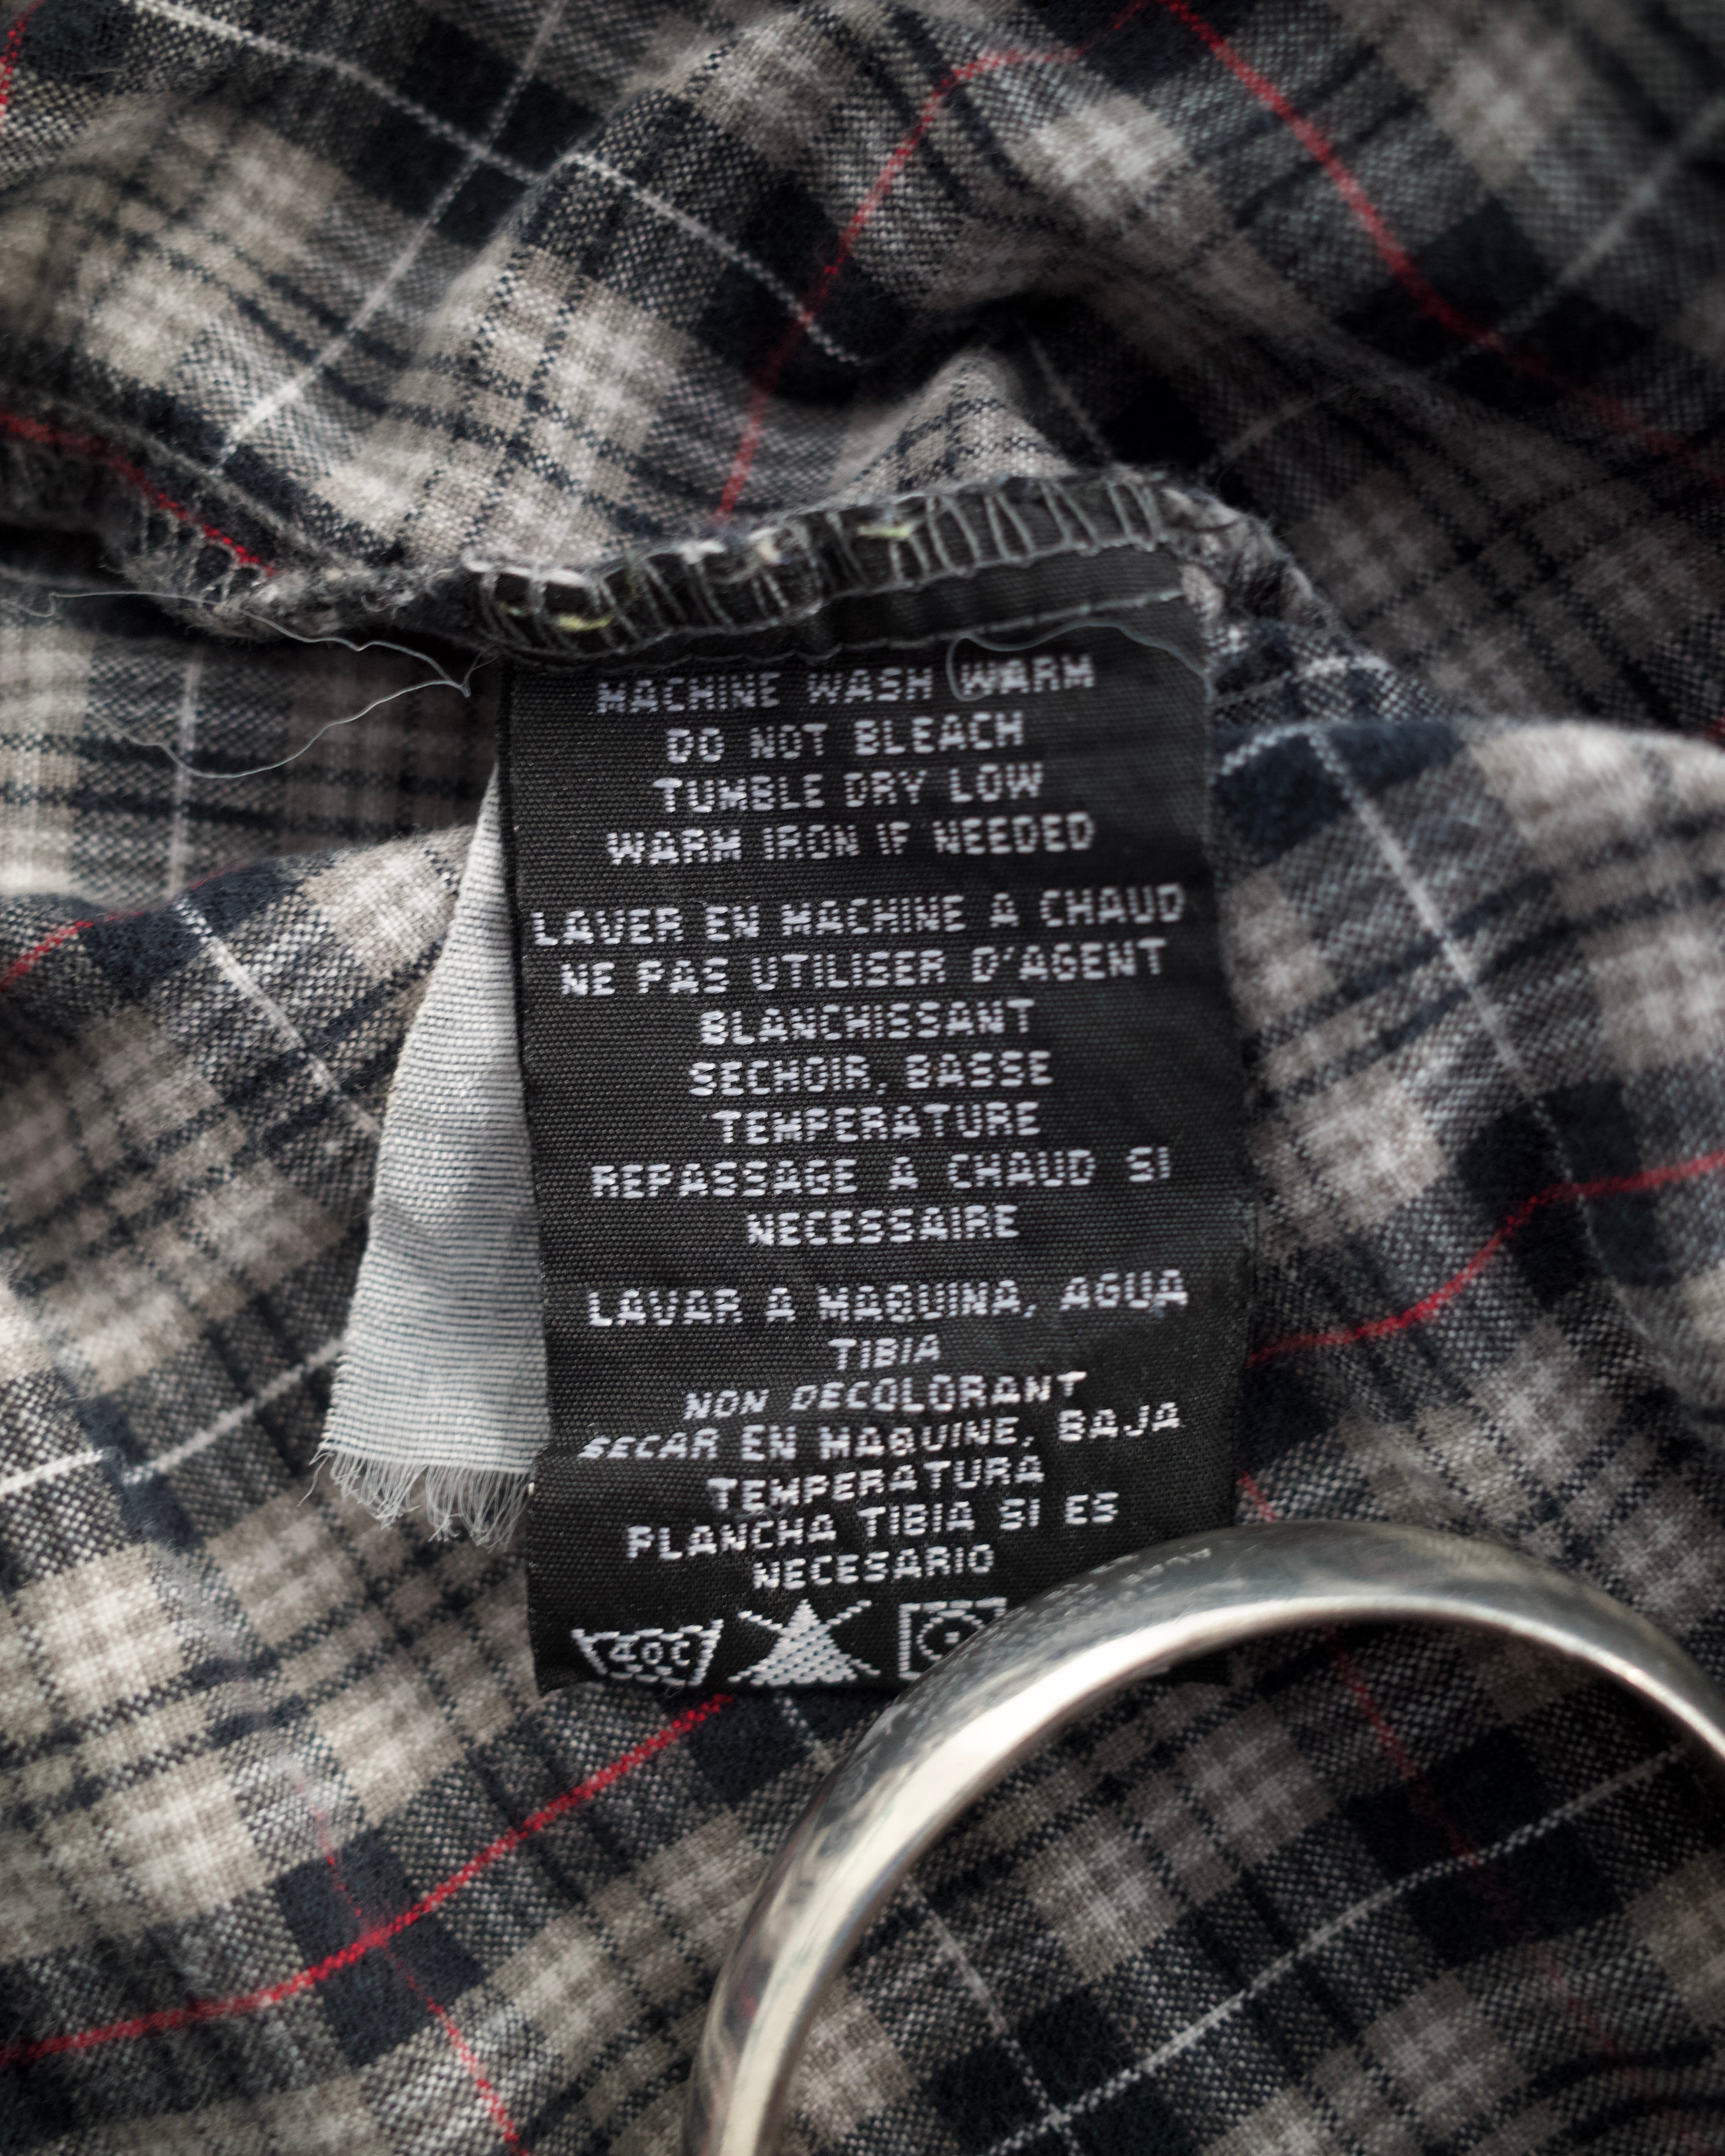 MACHINE WASH WARM
DO NOT BLEACH
TUMBLE DRY LOW
WARM IRON IF NEEDED
LAVER EN MACHINE A CHAUD
NE PAS UTILISER D'AGENT
BLANCHISSANT
SECHOIR, BASSE
TEMPERATURE
REPASSAGE A CHAUD SI
NECESSAIRE
LAVAR A MAQUINA, AGUA
TIBIA
NON DECOLORANT
SECAR EN MAQUINE, BAJA
TEMPERATURA
PLANCHA TIBIA SI ES
NECESARIO
40C